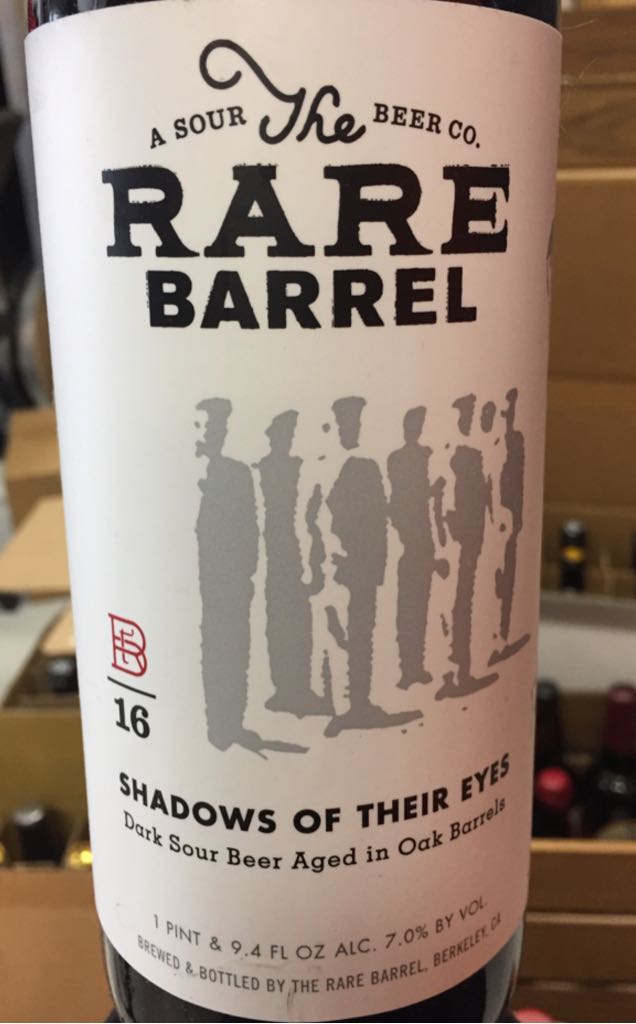 A SOUR The BEER CO.
RARE
BARREL
16
SHADOWS OF THEIR EYES
Dark Sour Beer Aged in Oak Barrels
1 PINT & 9.4 FL OZ ALC. 7.0% BY VOL.
BREWED & BOTTLED BY THE RARE BARREL, BERKELEY, CA